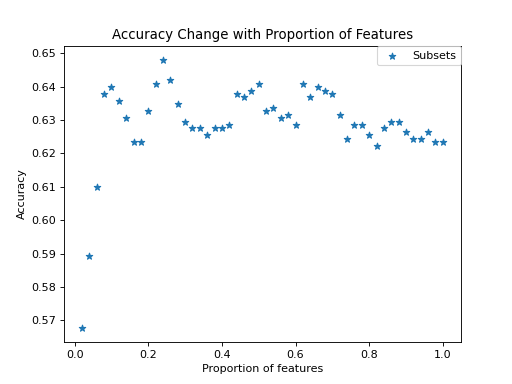 Accuracy Change with Proportion of Features
Subsets
Accuracy
0.65
0.64
0.63
0.62
0.61
0.60
0.59
0.58
0.57
0.0 0.2 0.4 0.6 0.8 1.0
Proportion of features